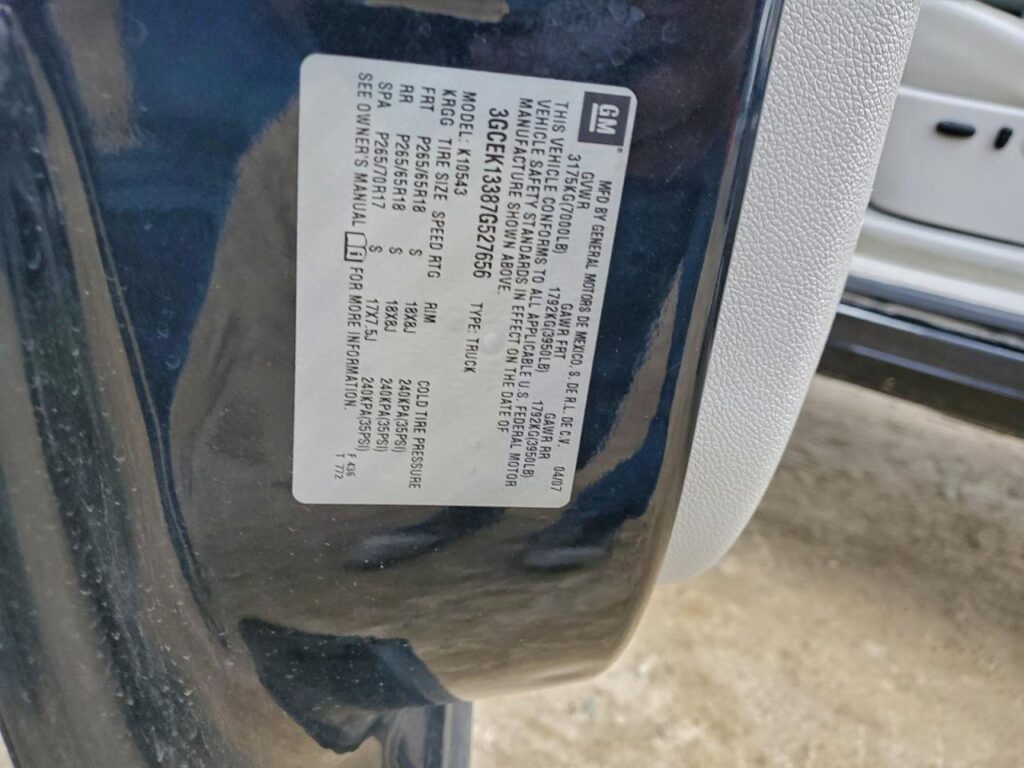 GM
MFD BY GENERAL MOTORS DE MEXICO, S. DE R.L. DE C.V. 04/07
GVWR GAWR FRT GAWR RR
3175KG(7000LB) 1792KG(3950LB) 1792KG(3950LB)
THIS VEHICLE CONFORMS TO ALL APPLICABLE U.S. FEDERAL MOTOR
VEHICLE SAFETY STANDARDS IN EFFECT ON THE DATE OF
MANUFACTURE SHOWN ABOVE.
3GCEK13387G527656 TYPE: TRUCK
MODEL: K10543
KRGG TIRE SIZE SPEED RTG RIM COLD TIRE PRESSURE
FRT P265/65R18 S 18X8J 240KPA(35PSI)
RR P265/65R18 S 18X8J 240KPA(35PSI)
SPA P265/70R17 S 17X7.5J 240KPA(35PSI)
SEE OWNER'S MANUAL FOR MORE INFORMATION.
F 436
T 772